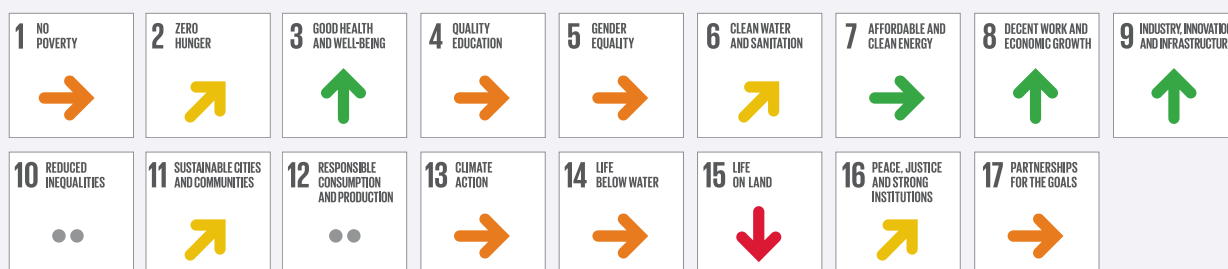 1 NO
POVERTY
2 ZERO
HUNGER
3 GOOD HEALTH
AND WELL-BEING
4 QUALITY
EDUCATION
5 GENDER
EQUALITY
6 CLEAN WATER
AND SANITATION
7 AFFORDABLE AND
CLEAN ENERGY
8 DECENT WORK AND
ECONOMIC GROWTH
9 INDUSTRY, INNOVATION
AND INFRASTRUCTURE
10 REDUCED
INEQUALITIES
11 SUSTAINABLE CITIES
AND COMMUNITIES
12 RESPONSIBLE
CONSUMPTION
AND PRODUCTION
13 CLIMATE
ACTION
14 LIFE
BELOW WATER
15 LIFE
ON LAND
16 PEACE, JUSTICE
AND STRONG
INSTITUTIONS
17 PARTNERSHIPS
FOR THE GOALS